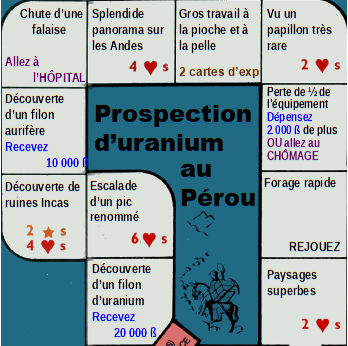 Chute d'une
falaise
Allez à
l'HÔPITAL
Splendide
panorama sur
les Andes
4 ♥ s
Gros travail à
la pioche et à
la pelle
2 cartes d'exp
Vu un
papillon très
rare
2 ♥ s
Découverte
d'un filon
aurifère
Recevez
10 000 ß
Prospection
d'uranium
au
Pérou
Perte de ½ de
l'équipement
Dépensez
2 000 ß de plus
OU allez au
CHÔMAGE
Découverte de
ruines Incas
2 ★ s
4 ♥ s
Escalade
d'un pic
renommé
6 ♥ s
Forage rapide
REJOUEZ
Découverte
d'un filon
d'uranium
Recevez
20 000 ß
Paysages
superbes
2 ♥ s